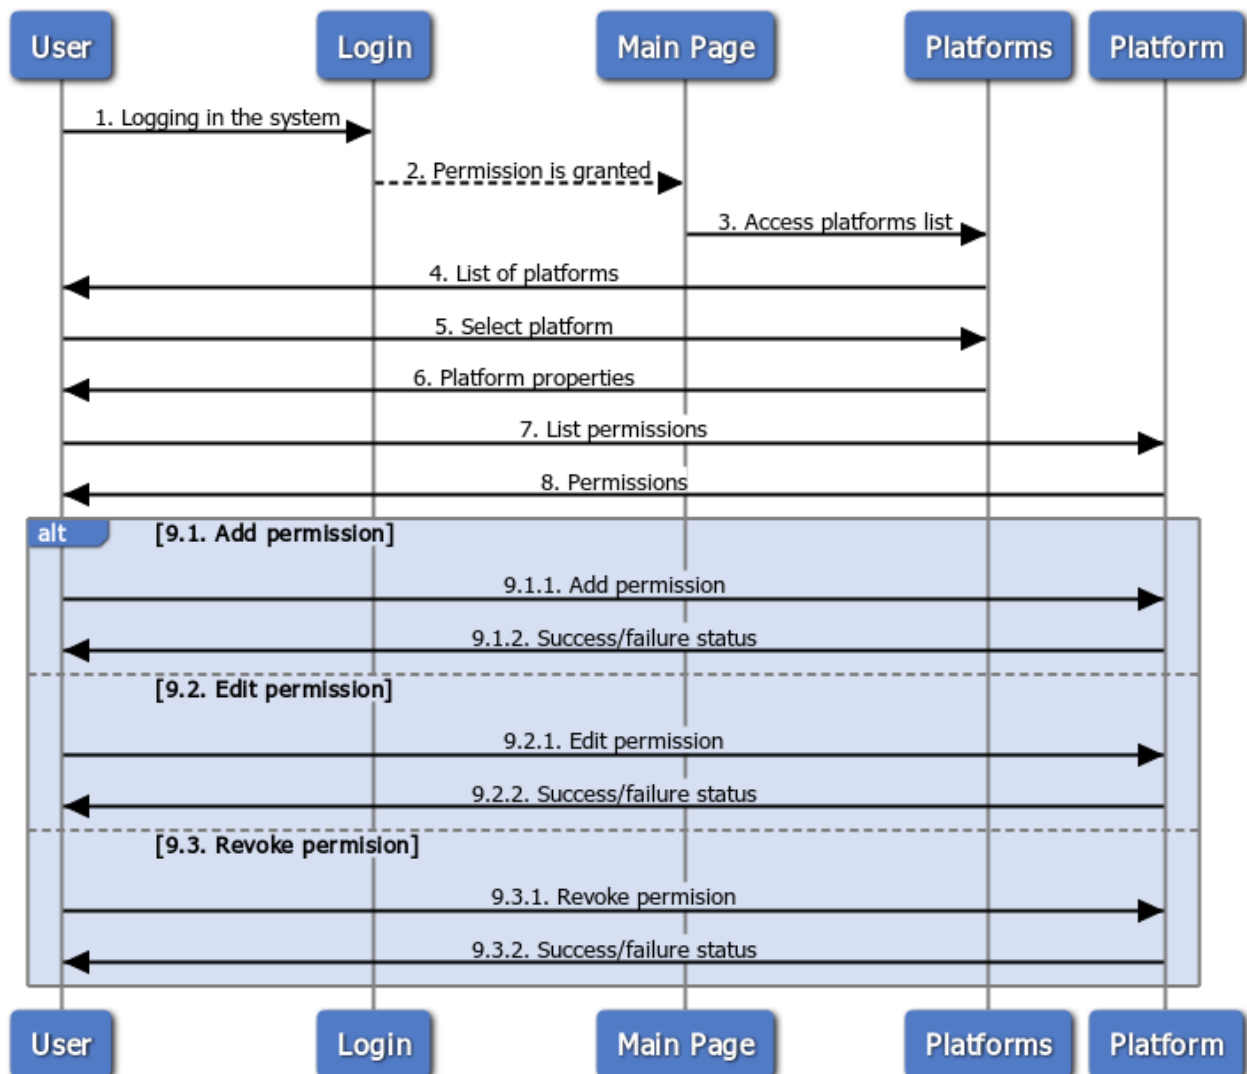 User Login Main Page Platforms Platform
1. Logging in the system
2. Permission is granted
3. Access platforms list
4. List of platforms
5. Select platform
6. Platform properties
7. List permissions
8. Permissions
alt [9.1. Add permission]
9.1.1. Add permission
9.1.2. Success/failure status
[9.2. Edit permission]
9.2.1. Edit permission
9.2.2. Success/failure status
[9.3. Revoke permision]
9.3.1. Revoke permision
9.3.2. Success/failure status
User Login Main Page Platforms Platform